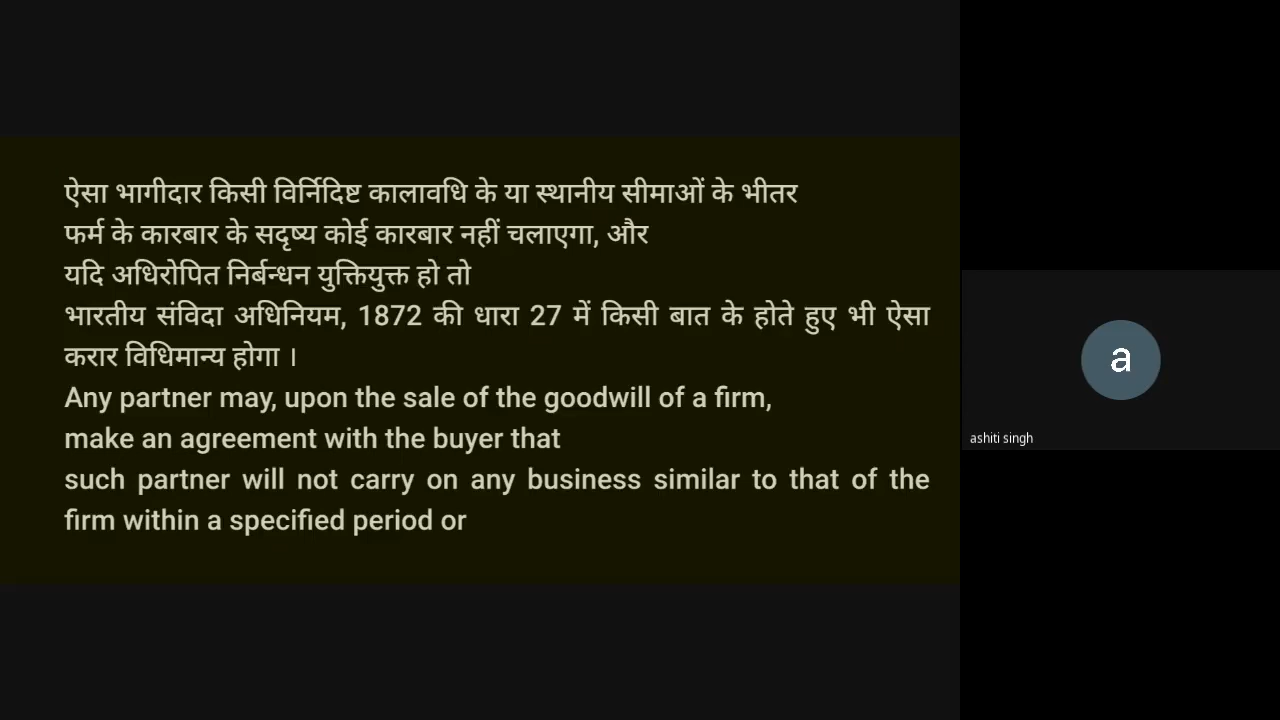 ऐसा भागीदार किसी विर्निदिष्ट कालावधि के या स्थानीय सीमाओं के भीतर
फर्म के कारबार के सदृष्य कोई कारबार नहीं चलाएगा, और
यदि अधिरोपित निर्बन्धन युक्तियुक्त हो तो
भारतीय संविदा अधिनियम, 1872 की धारा 27 में किसी बात के होते हुए भी ऐसा
करार विधिमान्य होगा ।
Any partner may, upon the sale of the goodwill of a firm,
make an agreement with the buyer that
such partner will not carry on any business similar to that of the
firm within a specified period or
a
ashiti singh